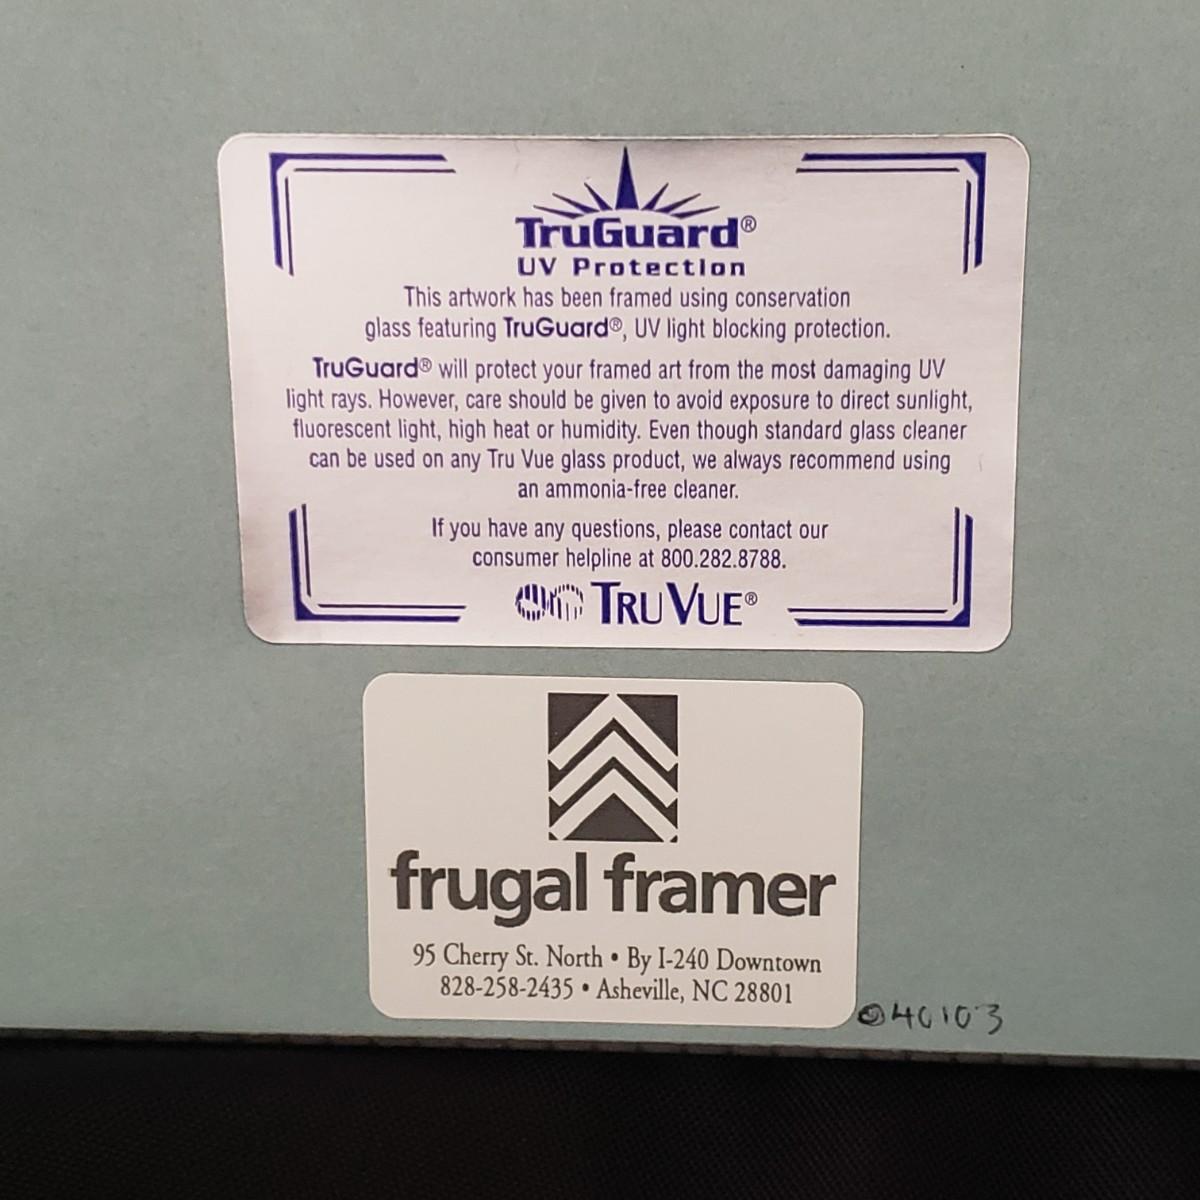 TruGuard®
UV Protection
This artwork has been framed using conservation
glass featuring TruGuard®, UV light blocking protection.
TruGuard® will protect your framed art from the most damaging UV
light rays. However, care should be given to avoid exposure to direct sunlight,
fluorescent light, high heat or humidity. Even though standard glass cleaner
can be used on any Tru Vue glass product, we always recommend using
an ammonia-free cleaner.
If you have any questions, please contact our
consumer helpline at 800.282.8788.
TRU VUE®
frugal framer
95 Cherry St. North • By I-240 Downtown
828-258-2435 • Asheville, NC 28801
040103